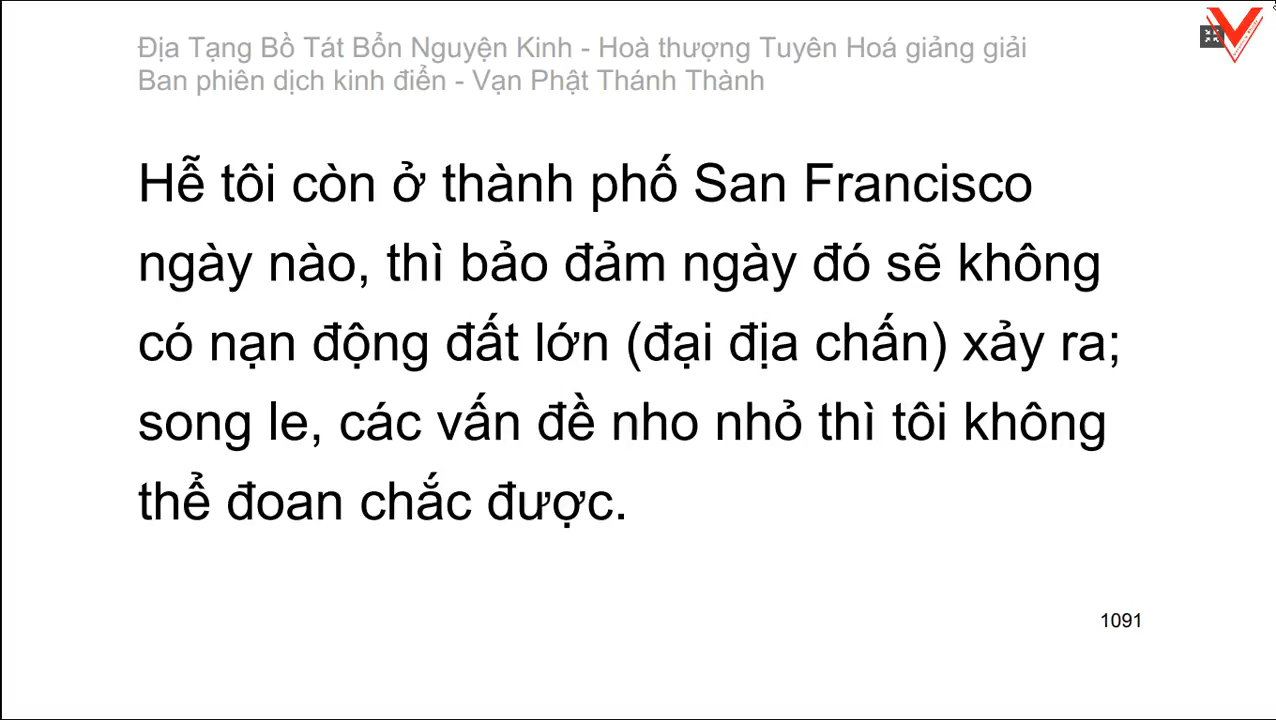 Địa Tạng Bồ Tát Bổn Nguyện Kinh - Hoà thượng Tuyên Hoá giảng giải
Ban phiên dịch kinh điển - Vạn Phật Thánh Thành
Hễ tôi còn ở thành phố San Francisco
ngày nào, thì bảo đảm ngày đó sẽ không
có nạn động đất lớn (đại địa chấn) xảy ra;
song le, các vấn đề nho nhỏ thì tôi không
thể đoan chắc được.
1091